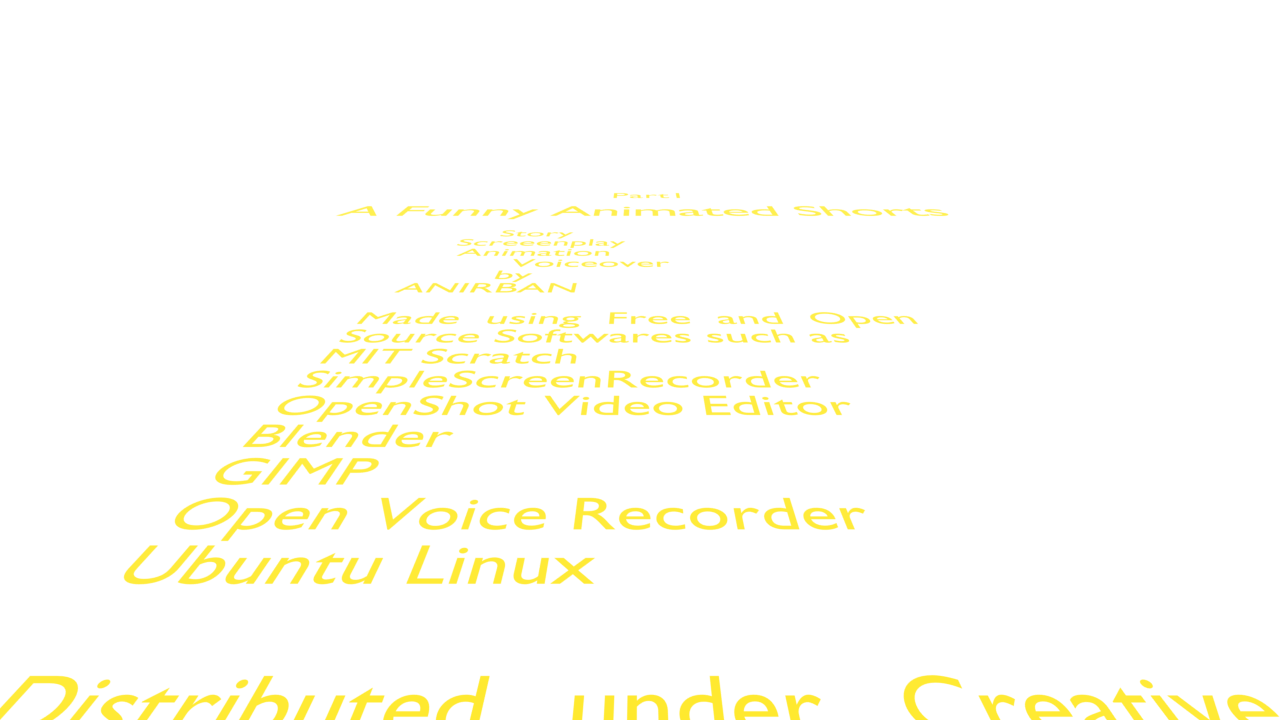 Part I
A Funny Animated Shorts
Story
Screeenplay
Animation
Voiceover
by
ANIRBAN
Made using Free and Open
Source Softwares such as
MIT Scratch
SimpleScreenRecorder
OpenShot Video Editor
Blender
GIMP
Open Voice Recorder
Ubuntu Linux
Distributed under Creative